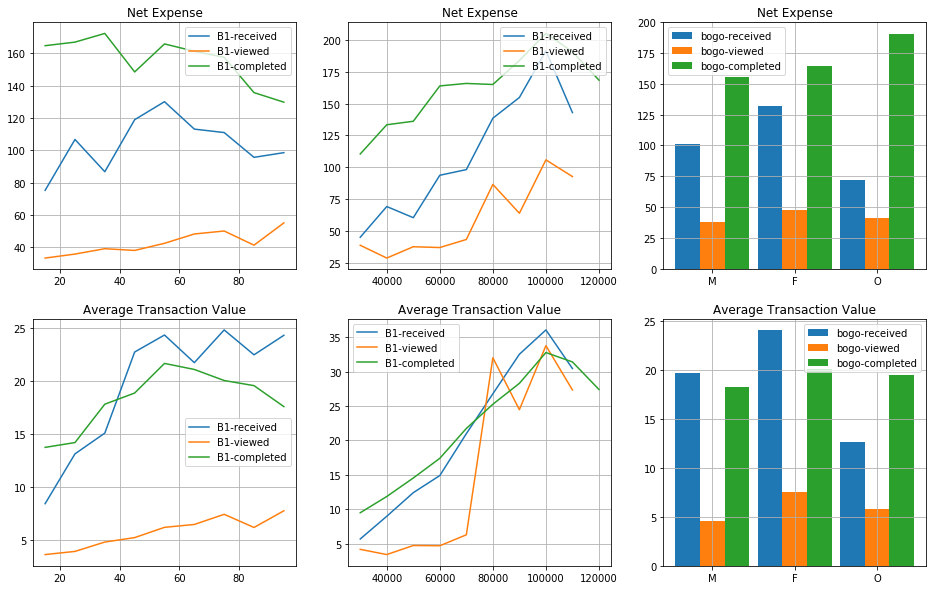 Net Expense
B1-received
B1-viewed
B1-completed
160
140
120
100
80
60
40
20
40
60
80
Net Expense
B1-received
B1-viewed
B1-completed
200
175
150
125
100
75
50
25
40000
60000
80000
100000
120000
Net Expense
bogo-received
bogo-viewed
bogo-completed
200
175
150
125
100
75
50
25
0
M
F
O
Average Transaction Value
25
20
15
10
5
B1-received
B1-viewed
B1-completed
20
40
60
80
Average Transaction Value
B1-received
B1-viewed
B1-completed
35
30
25
20
15
10
5
40000
60000
80000
100000
120000
Average Transaction Value
bogo-received
bogo-viewed
bogo-completed
25
20
15
10
5
0
M
F
O